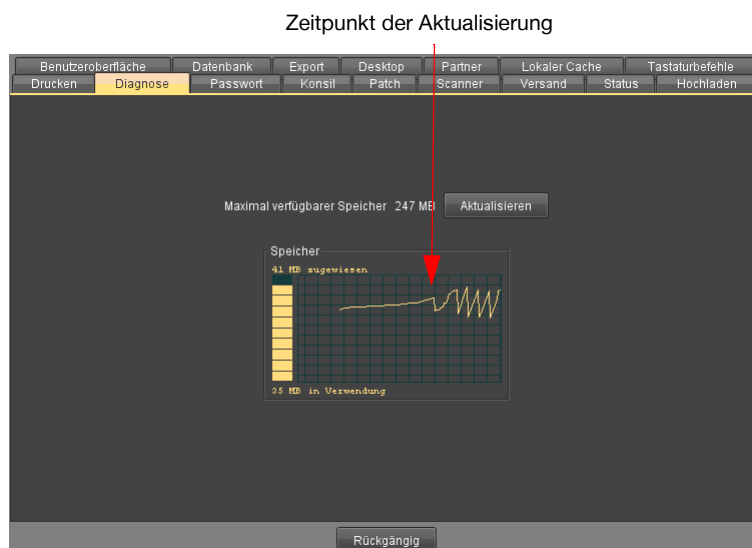 Zeitpunkt der Aktualisierung
Benutzeroberfläche Datenbank Export Desktop Partner Lokaler Cache Tastaturbefehle
Drucken Diagnose Passwort Konsil Patch Scanner Versand Status Hochladen
Maximal verfügbarer Speicher 247 MB Aktualisieren
Speicher
41 MB zugewiesen
35 MB in Verwendung
Rückgängig